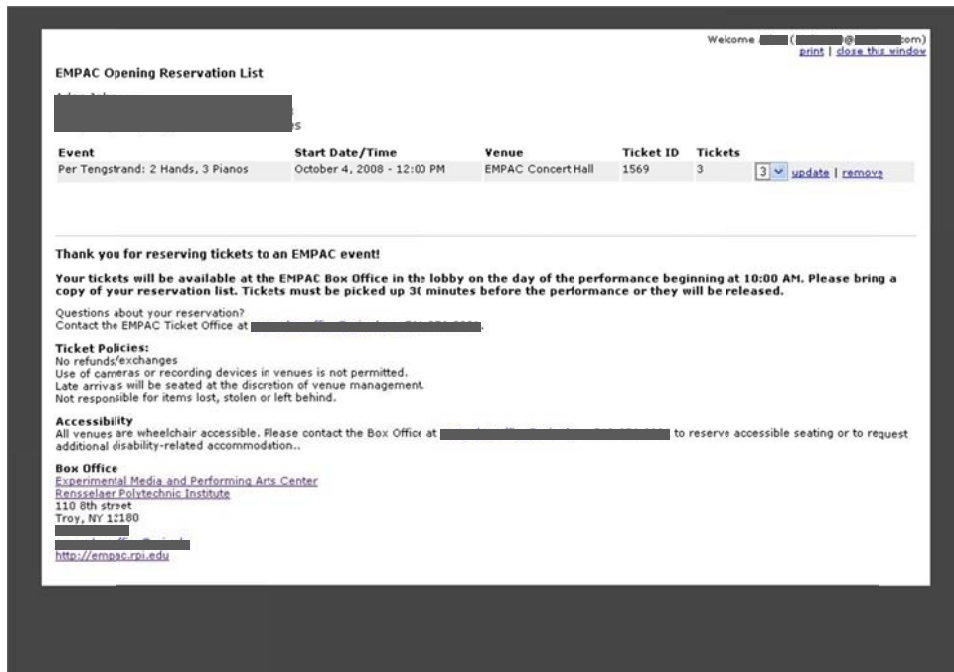 Welcome
print | close this window
EMPAC Opening Reservation List
Event Start Date/Time Venue Ticket ID Tickets
Per Tengstrand: 2 Hands, 3 Pianos October 4, 2008 - 12:00 PM EMPAC Concert Hall 1569 3 3 update | remove
Thank you for reserving tickets to an EMPAC event!
Your tickets will be available at the EMPAC Box Office in the lobby on the day of the performance beginning at 10:00 AM. Please bring a
copy of your reservation list. Tickets must be picked up 30 minutes before the performance or they will be released.
Questions about your reservation?
Contact the EMPAC Ticket Office at
Ticket Policies:
No refunds/exchanges
Use of cameras or recording devices in venues is not permitted.
Late arrivas will be seated at the discretion of venue management.
Not responsible for items lost, stolen or left behind.
Accessibility
All venues are wheelchair accessible. Please contact the Box Office at to reserve accessible seating or to request
additional disability-related accommodation..
Box Office
Experimental Media and Performing Arts Center
Rensselaer Polytechnic Institute
110 8th street
Troy, NY 12180
http://empac.rpi.edu